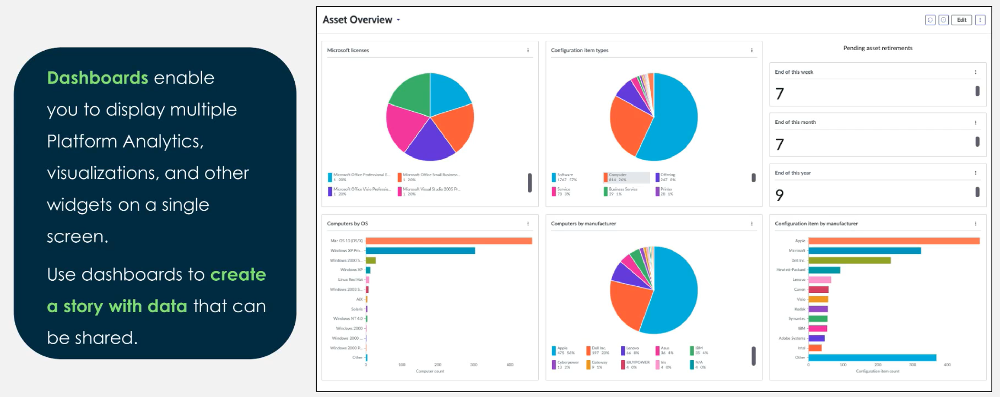 Dashboards enable
you to display multiple
Platform Analytics,
visualizations, and other
widgets on a single
screen.
Use dashboards to create
a story with data that can
be shared.
Asset Overview
Edit
Microsoft licenses
Microsoft Office Professional E...
1 20%
Microsoft Office Small Business...
1 20%
Microsoft Office Visio Professio...
1 20%
Microsoft Visual Studio 2005 Pr...
1 20%
Configuration item types
Software
1767 57%
Computer
814 26%
Offering
247 8%
Service
78 3%
Business Service
29 1%
Printer
28 1%
Pending asset retirements
End of this week
7
End of this month
7
End of this year
9
Computers by OS
Mac OS 10 (OS/X)
Windows XP Pro...
Windows 2000 S...
Windows XP
Linux Red Hat
Windows 2003 S...
AIX
Solaris
Windows NT 4.0
Windows 2000
Windows 2000 ...
Windows 2000 P...
Other
0 100 200 300 400
Computer count
Computers by manufacturer
Apple
475 56%
Dell Inc.
197 23%
Lenovo
66 8%
Asus
36 4%
IBM
35 4%
Cyberpower
13 2%
Gateway
9 1%
IBUYPOWER
4 0%
Iris
4 0%
N/A
4 0%
Configuration item by manufacturer
Apple
Microsoft
Dell Inc.
Hewlett-Packard
Lenovo
Canon
Visio
Kodak
Symantec
IBM
Adobe Systems
Intel
Other
0 100 200 300 400
Configuration item count